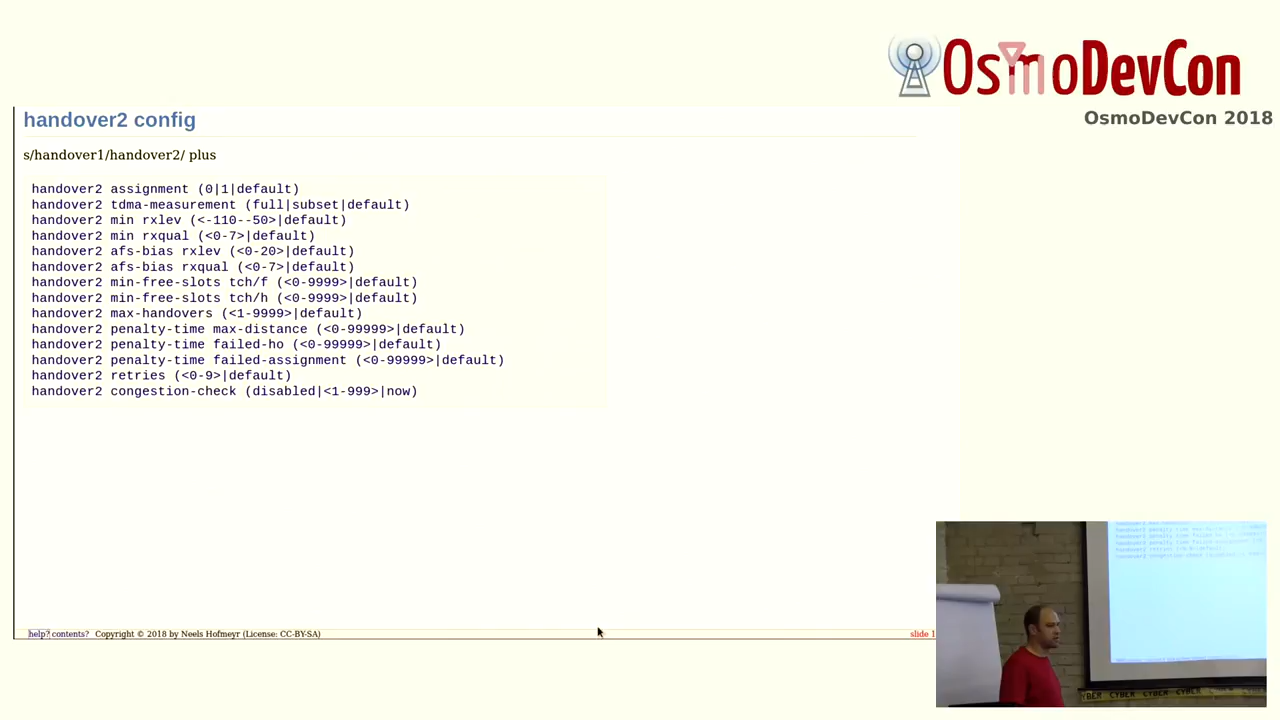 OsmoDevCon
OsmoDevCon 2018
handover2 config
s/handover1/handover2/ plus
handover2 assignment (0|1|default)
handover2 tdma-measurement (full|subset|default)
handover2 min rxlev (<-110--50>|default)
handover2 min rxqual (<0-7>|default)
handover2 afs-bias rxlev (<0-20>|default)
handover2 afs-bias rxqual (<0-7>|default)
handover2 min-free-slots tch/f (<0-9999>|default)
handover2 min-free-slots tch/h (<0-9999>|default)
handover2 max-handovers (<1-9999>|default)
handover2 penalty-time max-distance (<0-99999>|default)
handover2 penalty-time failed-ho (<0-99999>|default)
handover2 penalty-time failed-assignment (<0-99999>|default)
handover2 retries (<0-9>|default)
handover2 congestion-check (disabled|<1-999>|now)
help? contents? Copyright © 2018 by Neels Hofmeyr (License: CC-BY-SA) slide 1
CYBER CYBER CYBER